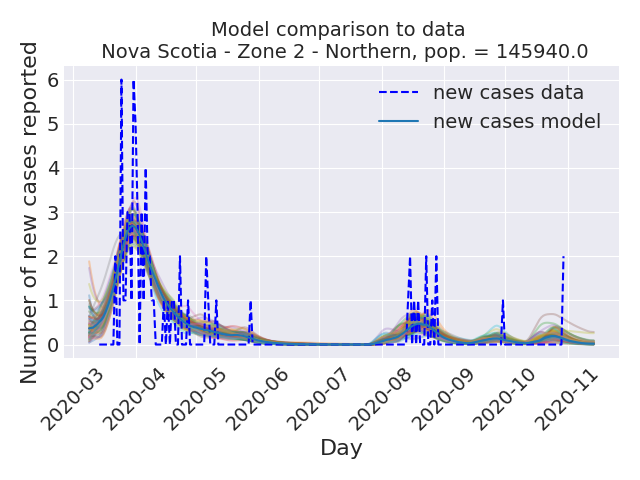 Model comparison to data
Nova Scotia - Zone 2 - Northern, pop. = 145940.0
Number of new cases reported
6
5
4
3
2
1
0
new cases data
new cases model
2020-03
2020-04
2020-05
2020-06
2020-07
2020-08
2020-09
2020-10
2020-11
Day